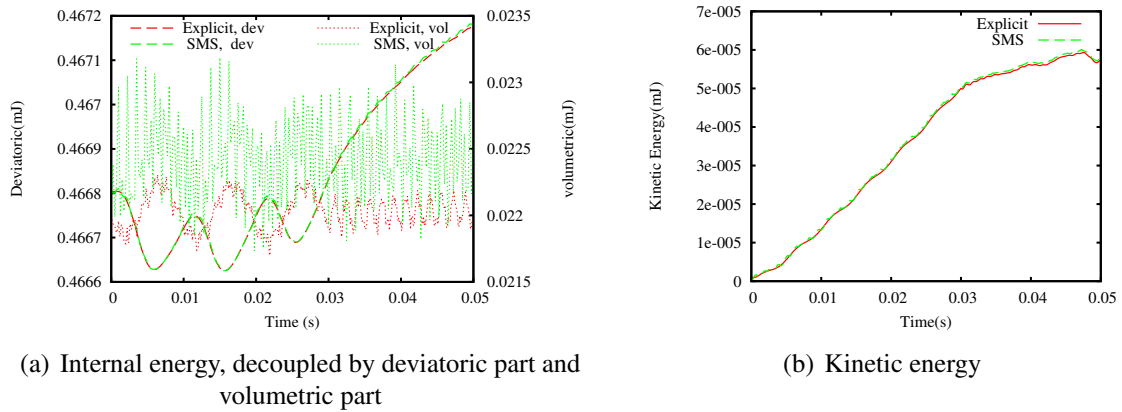 0.4672
0.4671
0.467
0.4669
0.4668
0.4667
0.4666
Deviatoric(mJ)
Explicit, dev
SMS, dev
Explicit, vol
SMS, vol
0.0235
0.023
0.0225
0.022
0.0215
volumetric(mJ)
0 0.01 0.02 0.03 0.04 0.05
Time (s)
(a) Internal energy, decoupled by deviatoric part and
volumetric part
7e-005
6e-005
5e-005
4e-005
3e-005
2e-005
1e-005
0
Kinetic Energy(mJ)
Explicit
SMS
0 0.01 0.02 0.03 0.04 0.05
Time(s)
(b) Kinetic energy